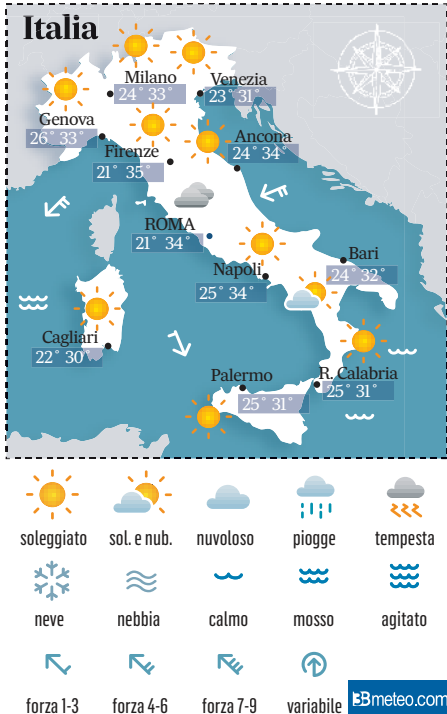 Italia
Milano
24° 33°
Venezia
23° 31°
Genova
26° 33°
Ancona
24° 34°
Firenze
21° 35°
ROMA
21° 34°
Bari
24° 32°
Napoli
25° 34°
Cagliari
22° 30°
Palermo
25° 31°
R. Calabria
25° 31°
soleggiato sol. e nub. nuvoloso piogge tempesta
neve nebbia calmo mosso agitato
forza 1-3 forza 4-6 forza 7-9 variabile
3Bmeteo.com